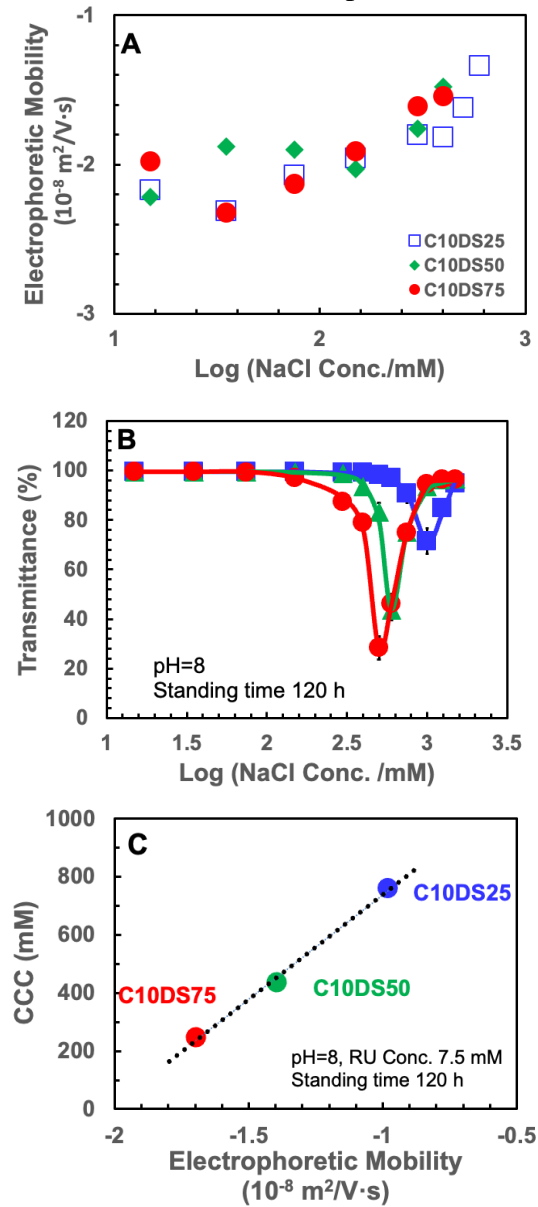 A
-1
-2
-3
Electrophoretic Mobility
(10⁻⁸ m²/V·s)
C10DS25
C10DS50
C10DS75
1 2 3
Log (NaCl Conc./mM)
B
120
100
80
60
40
20
0
Transmittance (%)
pH=8
Standing time 120 h
1 1.5 2 2.5 3 3.5
Log (NaCl Conc. /mM)
C
1000
800
600
400
200
0
CCC (mM)
C10DS25
C10DS75
C10DS50
pH=8, RU Conc. 7.5 mM
Standing time 120 h
-2 -1.5 -1 -0.5
Electrophoretic Mobility
(10⁻⁸ m²/V·s)